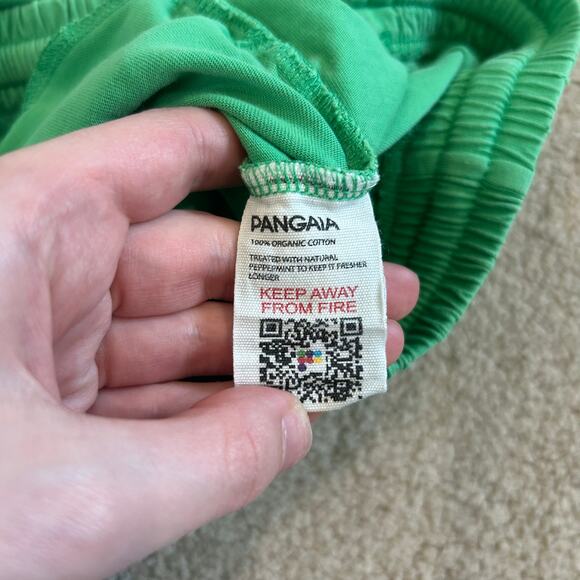 PANGAIA
100% ORGANIC COTTON
TREATED WITH NATURAL
PEPPERMINT TO KEEP IT FRESHER
LONGER
KEEP AWAY
FROM FIRE